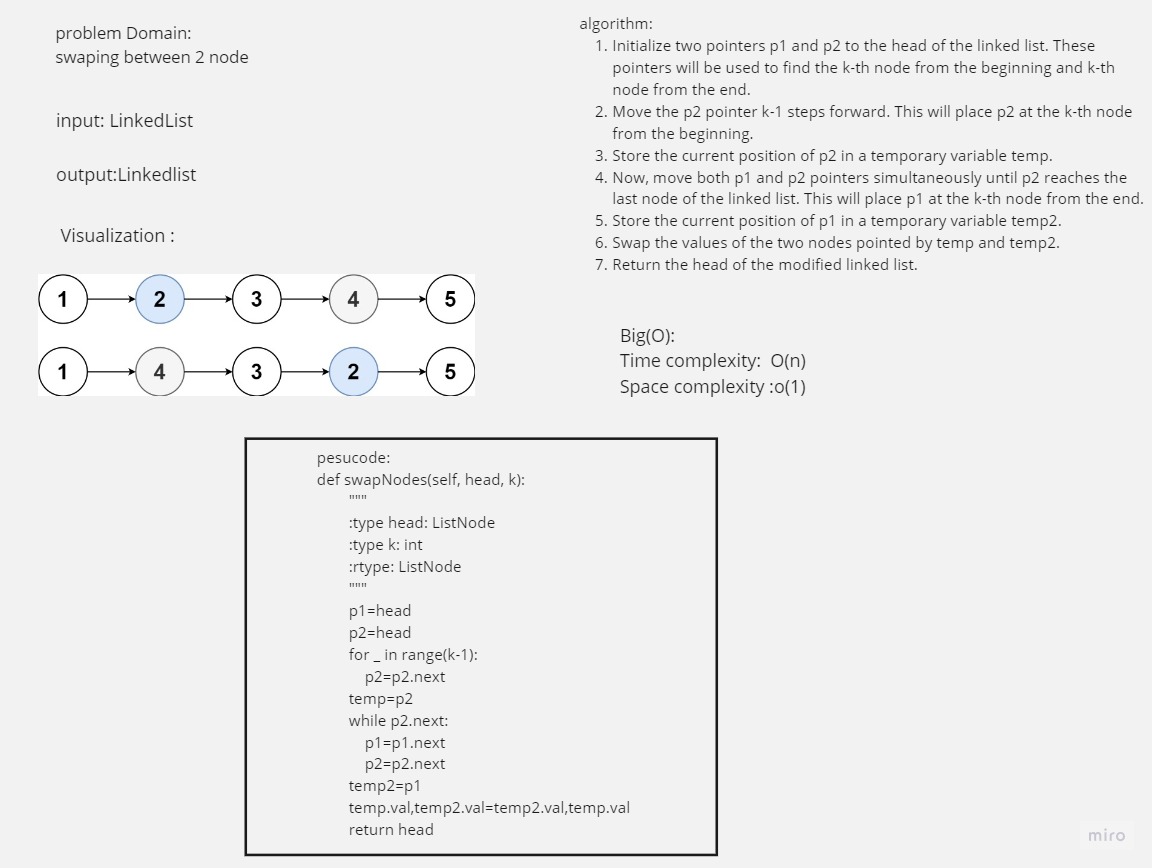 problem Domain:
swaping between 2 node
input: LinkedList
output:Linkedlist
Visualization :
1 2 3 4 5
1 4 3 2 5
algorithm:
1. Initialize two pointers p1 and p2 to the head of the linked list. These
pointers will be used to find the k-th node from the beginning and k-th
node from the end.
2. Move the p2 pointer k-1 steps forward. This will place p2 at the k-th node
from the beginning.
3. Store the current position of p2 in a temporary variable temp.
4. Now, move both p1 and p2 pointers simultaneously until p2 reaches the
last node of the linked list. This will place p1 at the k-th node from the end.
5. Store the current position of p1 in a temporary variable temp2.
6. Swap the values of the two nodes pointed by temp and temp2.
7. Return the head of the modified linked list.
Big(O):
Time complexity:  O(n)
Space complexity :o(1)
pesucode:
def swapNodes(self, head, k):
"""
:type head: ListNode
:type k: int
:rtype: ListNode
"""
p1=head
p2=head
for _ in range(k-1):
p2=p2.next
temp=p2
while p2.next:
p1=p1.next
p2=p2.next
temp2=p1
temp.val,temp2.val=temp2.val,temp.val
return head
miro